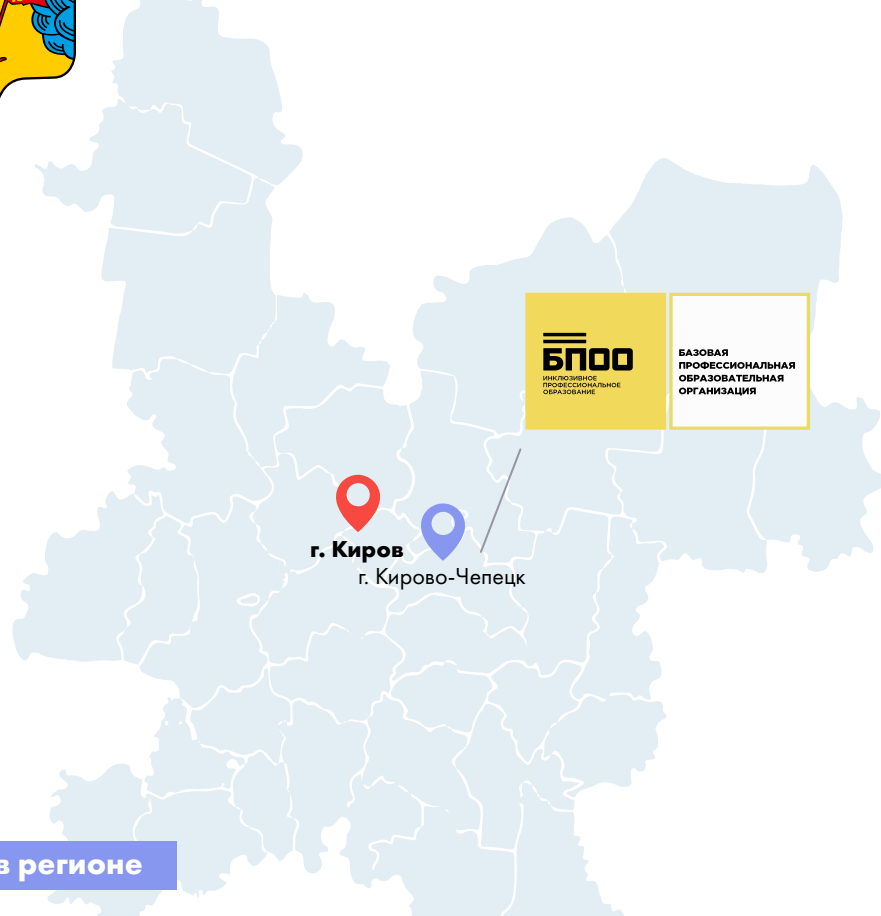 БПОО
ИНКЛЮЗИВНОЕ
ПРОФЕССИОНАЛЬНОЕ
ОБРАЗОВАНИЕ
БАЗОВАЯ
ПРОФЕССИОНАЛЬНАЯ
ОБРАЗОВАТЕЛЬНАЯ
ОРГАНИЗАЦИЯ
г. Киров
г. Кирово-Чепецк
в регионе